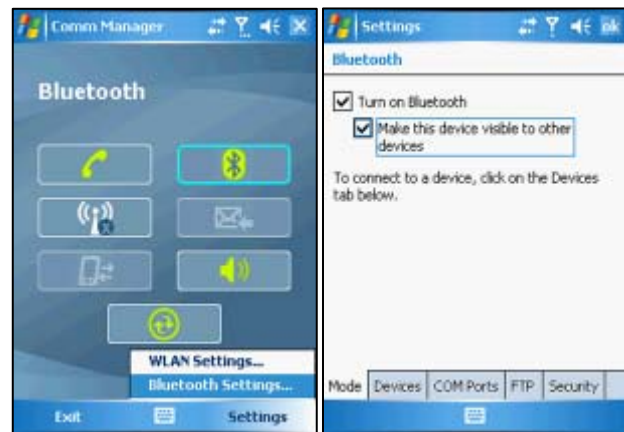 Comm Manager
Bluetooth
WLAN Settings...
Bluetooth Settings...
Exit
Settings
Settings
ok
Bluetooth
Turn on Bluetooth
Make this device visible to other
devices
To connect to a device, click on the Devices
tab below.
Mode Devices COM Ports FTP Security